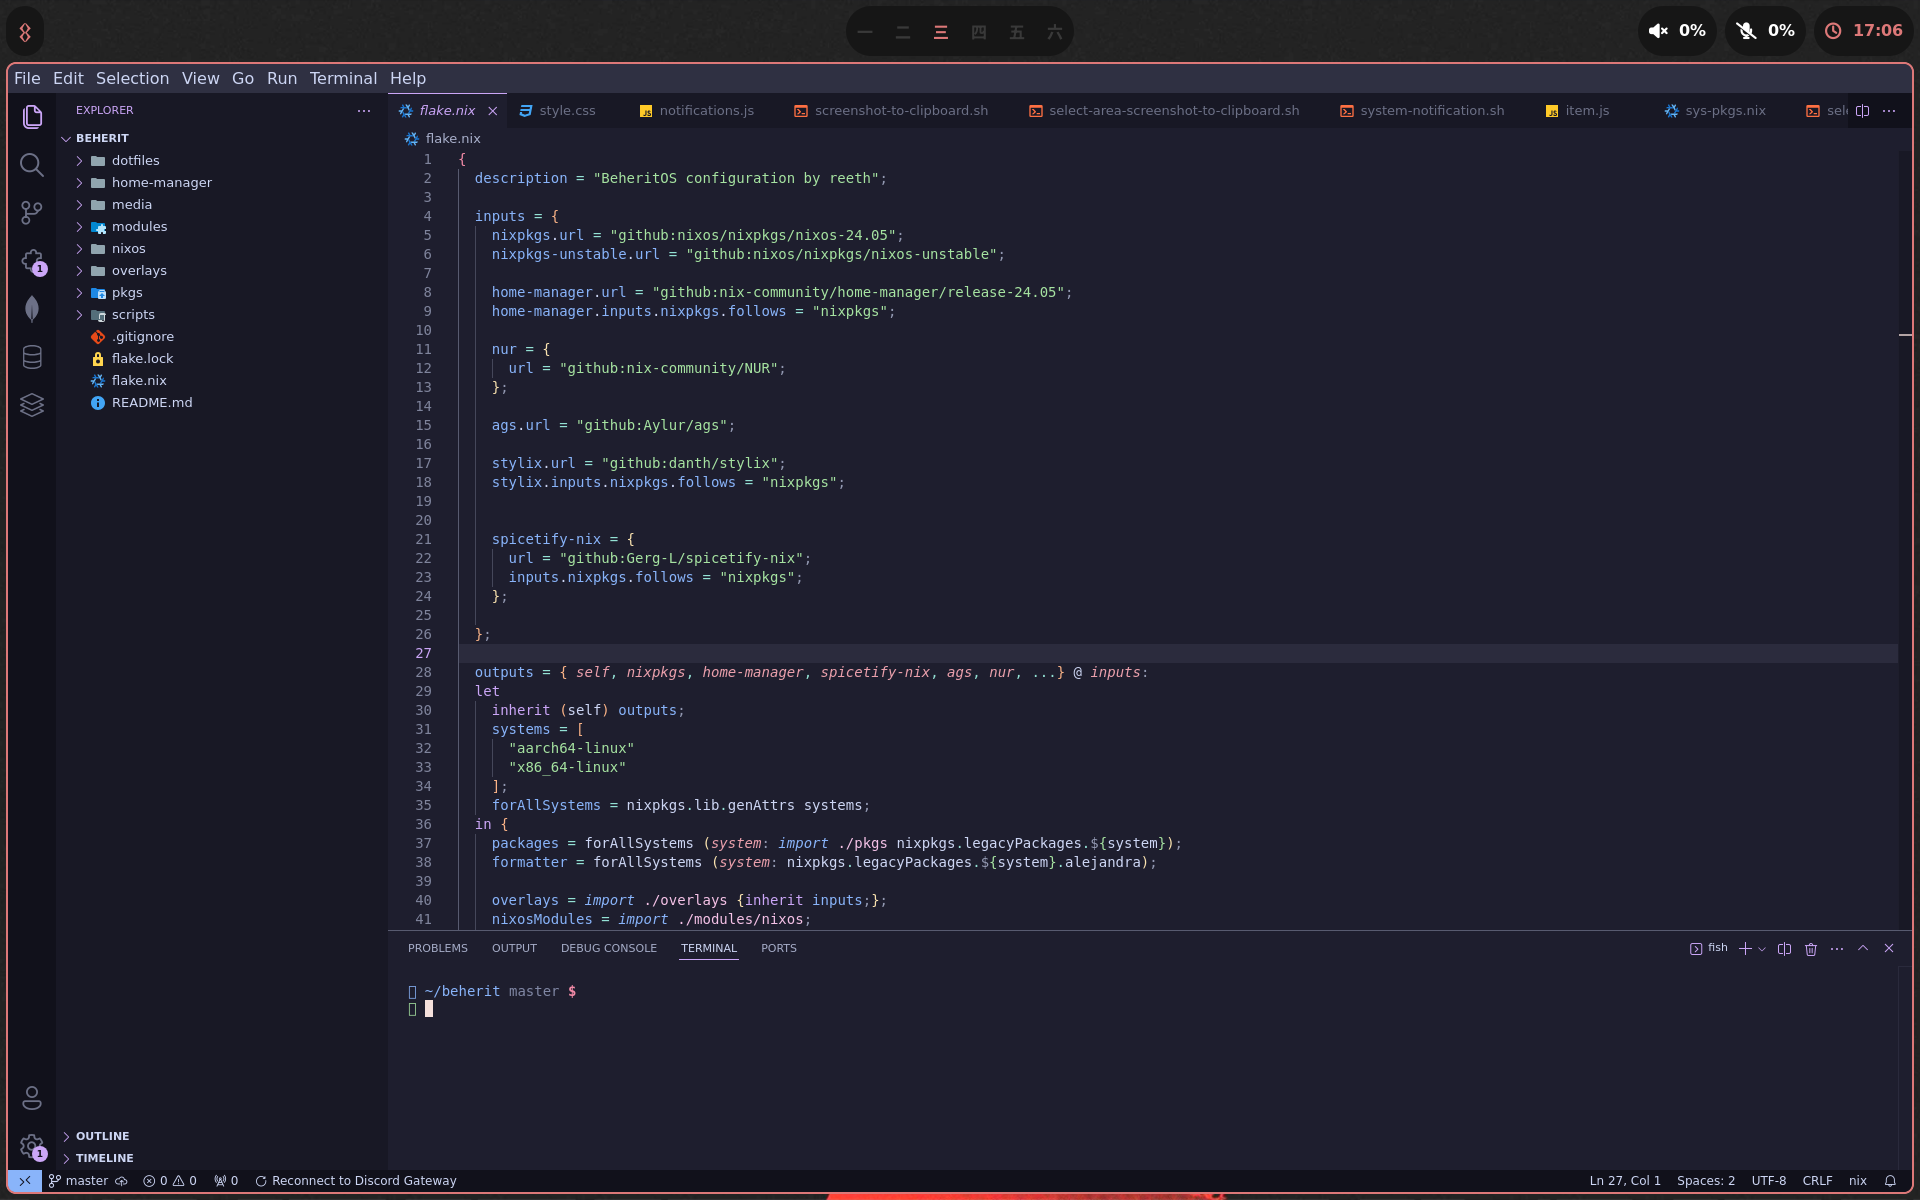 一 二 三 四 五 六
0% 0% 17:06
File Edit Selection View Go Run Terminal Help
EXPLORER
BEHERIT
dotfiles
home-manager
media
modules
nixos
overlays
pkgs
scripts
.gitignore
flake.lock
flake.nix
README.md
OUTLINE
TIMELINE
flake.nix style.css notifications.js screenshot-to-clipboard.sh select-area-screenshot-to-clipboard.sh system-notification.sh item.js sys-pkgs.nix
flake.nix
1 {
2 description = "BeheritOS configuration by reeth";
3
4 inputs = {
5 nixpkgs.url = "github:nixos/nixpkgs/nixos-24.05";
6 nixpkgs-unstable.url = "github:nixos/nixpkgs/nixos-unstable";
7
8 home-manager.url = "github:nix-community/home-manager/release-24.05";
9 home-manager.inputs.nixpkgs.follows = "nixpkgs";
10
11 nur = {
12 url = "github:nix-community/NUR";
13 };
14
15 ags.url = "github:Aylur/ags";
16
17 stylix.url = "github:danth/stylix";
18 stylix.inputs.nixpkgs.follows = "nixpkgs";
19
20
21 spicetify-nix = {
22 url = "github:Gerg-L/spicetify-nix";
23 inputs.nixpkgs.follows = "nixpkgs";
24 };
25
26 };
27
28 outputs = { self, nixpkgs, home-manager, spicetify-nix, ags, nur, ...} @ inputs:
29 let
30 inherit (self) outputs;
31 systems = [
32 "aarch64-linux"
33 "x86_64-linux"
34 ];
35 forAllSystems = nixpkgs.lib.genAttrs systems;
36 in {
37 packages = forAllSystems (system: import ./pkgs nixpkgs.legacyPackages.${system});
38 formatter = forAllSystems (system: nixpkgs.legacyPackages.${system}.alejandra);
39
40 overlays = import ./overlays {inherit inputs;};
41 nixosModules = import ./modules/nixos;
PROBLEMS OUTPUT DEBUG CONSOLE TERMINAL PORTS
fish
~/beherit master $
1
1
master 0 0 0 Reconnect to Discord Gateway
Ln 27, Col 1 Spaces: 2 UTF-8 CRLF nix